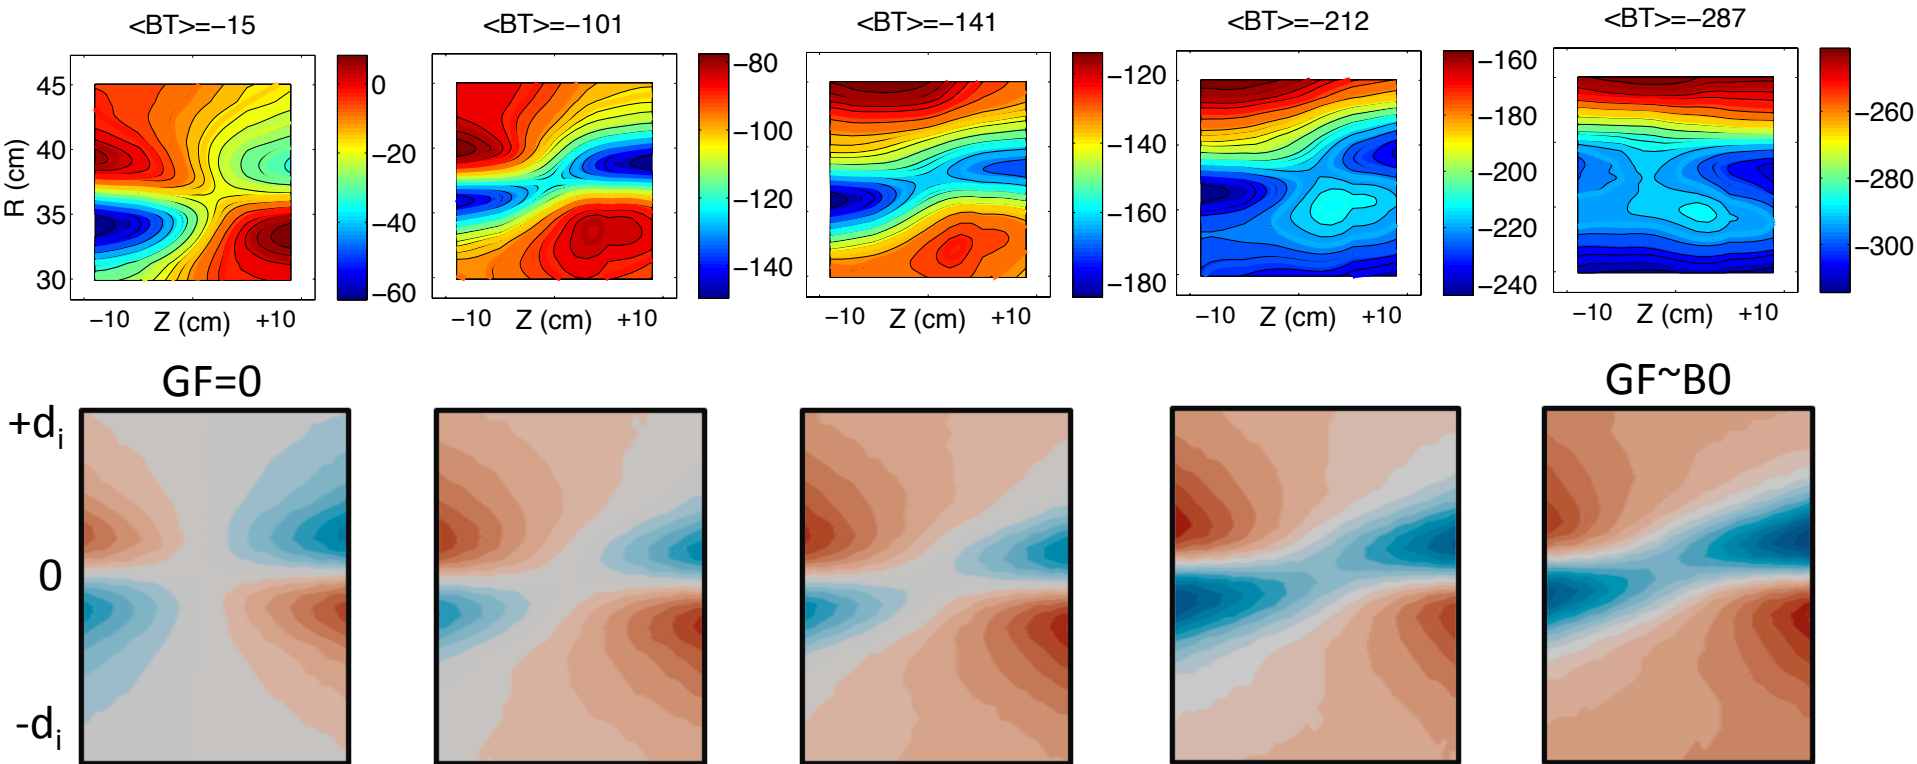 <BT>=−15
<BT>=−101
<BT>=−141
<BT>=−212
<BT>=−287
45
40
35
30
R (cm)
−10 Z (cm) +10
0
−20
−40
−60
−10 Z (cm) +10
−80
−100
−120
−140
−10 Z (cm) +10
−120
−140
−160
−180
−10 Z (cm) +10
−160
−180
−200
−220
−240
−10 Z (cm) +10
−260
−280
−300
GF=0
GF~B0
+di
0
-di